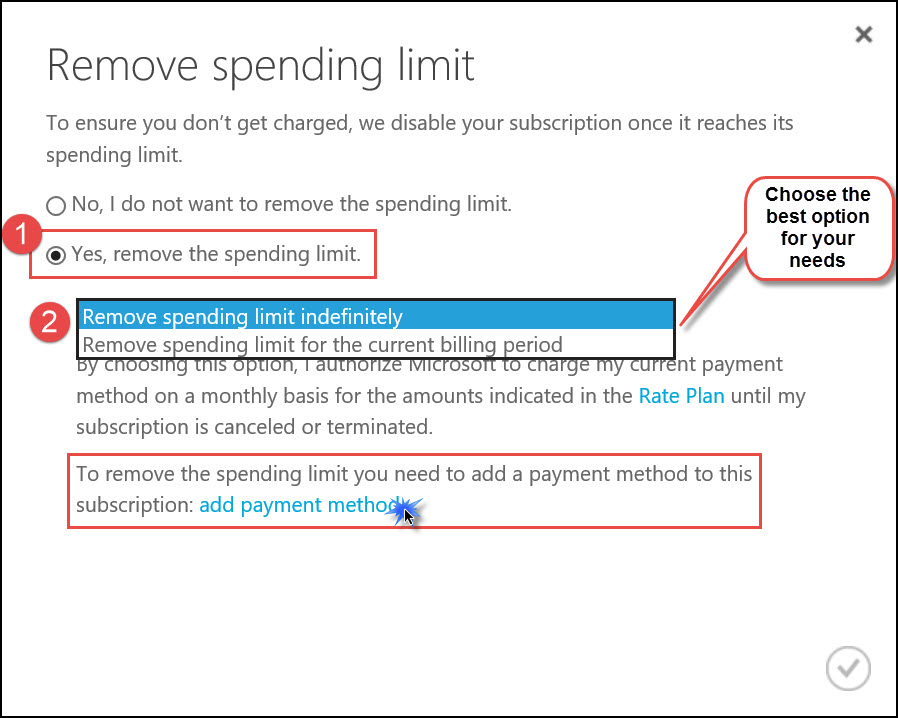 Remove spending limit
To ensure you don't get charged, we disable your subscription once it reaches its
spending limit.
No, I do not want to remove the spending limit.
1
Yes, remove the spending limit.
Choose the
best option
for your
needs
2
Remove spending limit indefinitely
Remove spending limit for the current billing period
By choosing this option, I authorize Microsoft to charge my current payment
method on a monthly basis for the amounts indicated in the Rate Plan until my
subscription is canceled or terminated.
To remove the spending limit you need to add a payment method to this
subscription: add payment method